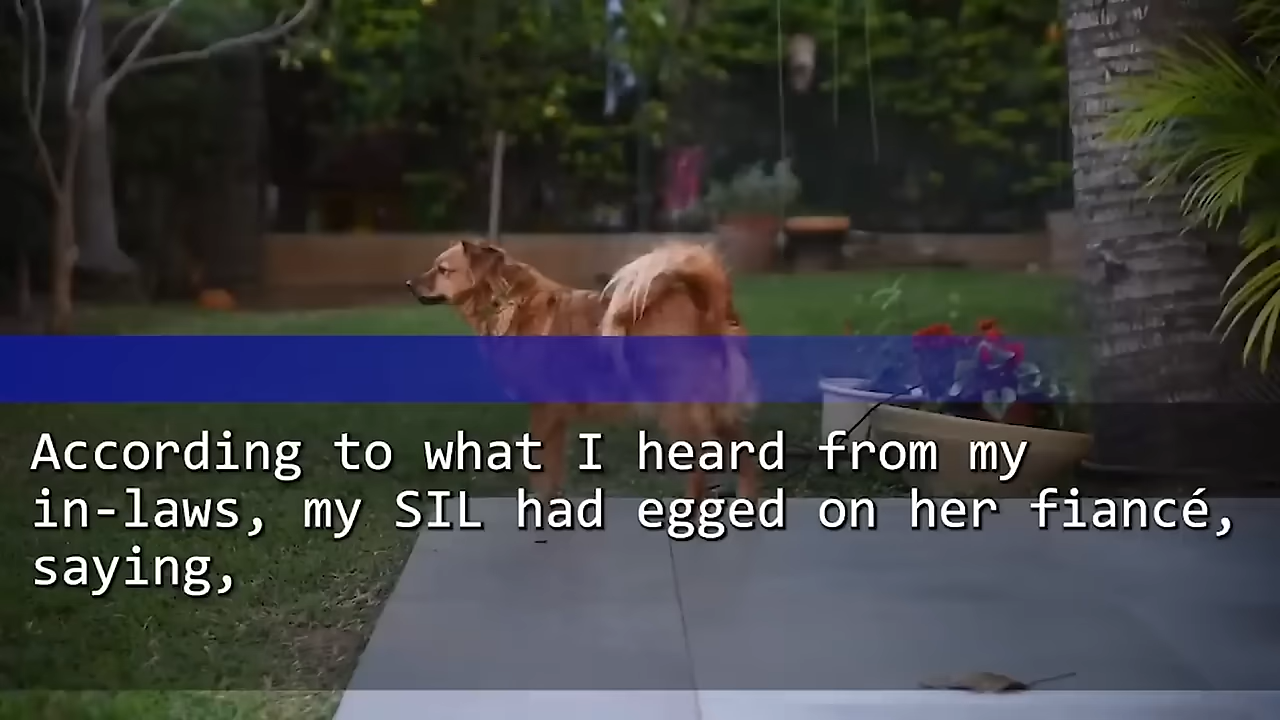 According to what I heard from my
in-laws, my SIL had egged on her fiancé,
saying,